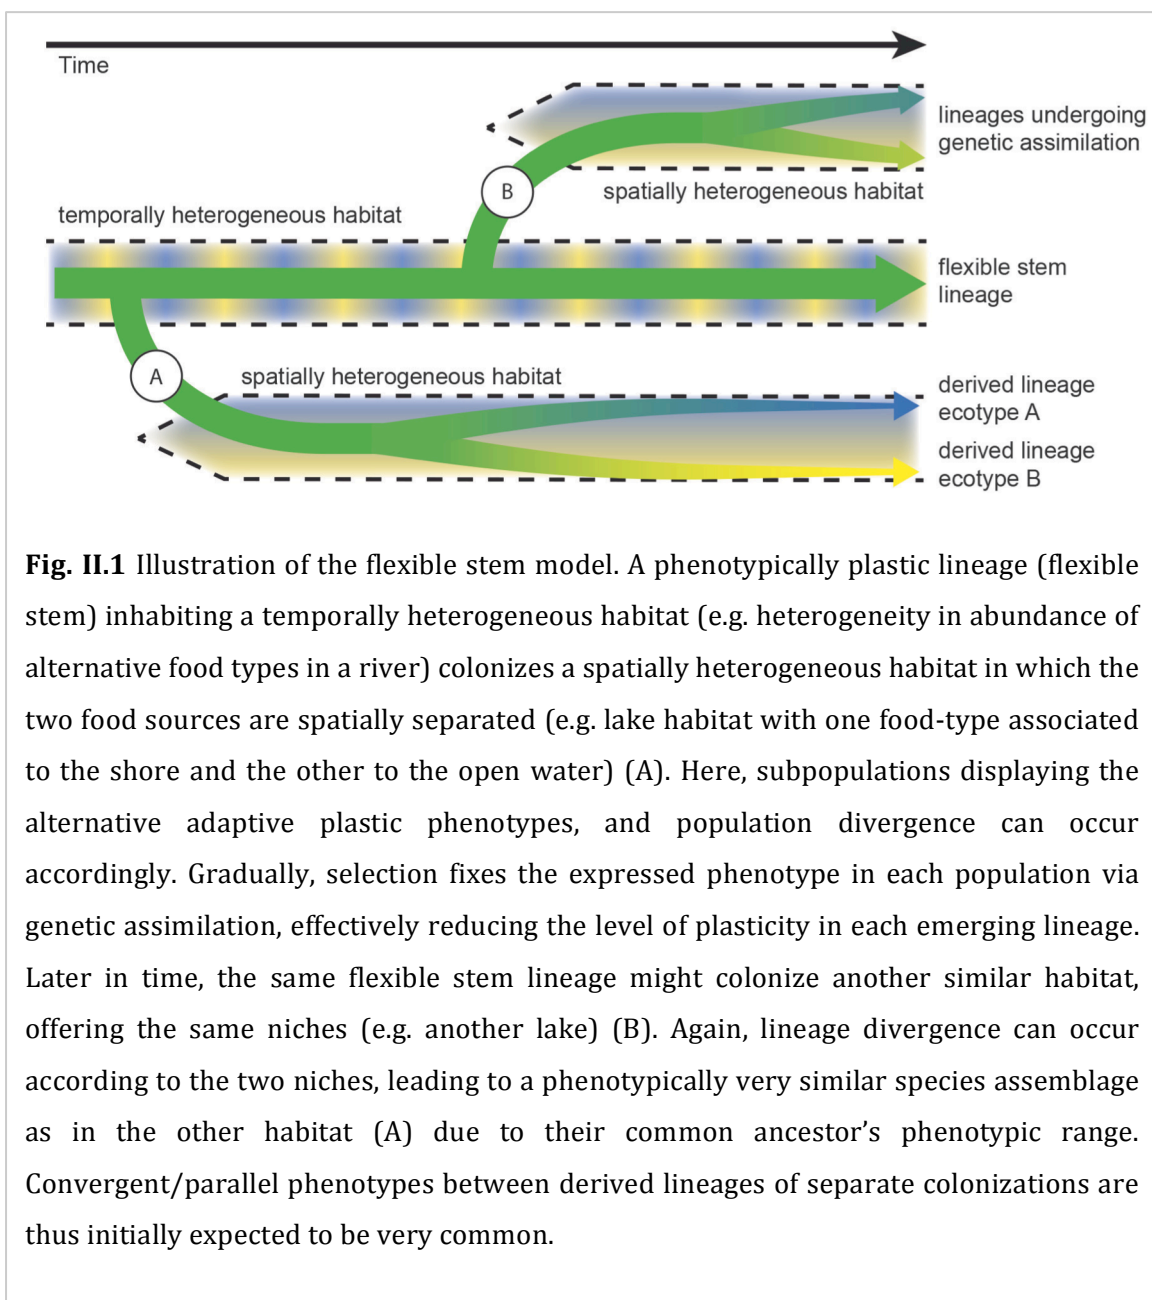 Time
lineages undergoing
genetic assimilation
B
spatially heterogeneous habitat
temporally heterogeneous habitat
flexible stem
lineage
A
spatially heterogeneous habitat
derived lineage
ecotype A
derived lineage
ecotype B
Fig. II.1 Illustration of the flexible stem model. A phenotypically plastic lineage (flexible
stem) inhabiting a temporally heterogeneous habitat (e.g. heterogeneity in abundance of
alternative food types in a river) colonizes a spatially heterogeneous habitat in which the
two food sources are spatially separated (e.g. lake habitat with one food-type associated
to the shore and the other to the open water) (A). Here, subpopulations displaying the
alternative adaptive plastic phenotypes, and population divergence can occur
accordingly. Gradually, selection fixes the expressed phenotype in each population via
genetic assimilation, effectively reducing the level of plasticity in each emerging lineage.
Later in time, the same flexible stem lineage might colonize another similar habitat,
offering the same niches (e.g. another lake) (B). Again, lineage divergence can occur
according to the two niches, leading to a phenotypically very similar species assemblage
as in the other habitat (A) due to their common ancestor’s phenotypic range.
Convergent/parallel phenotypes between derived lineages of separate colonizations are
thus initially expected to be very common.